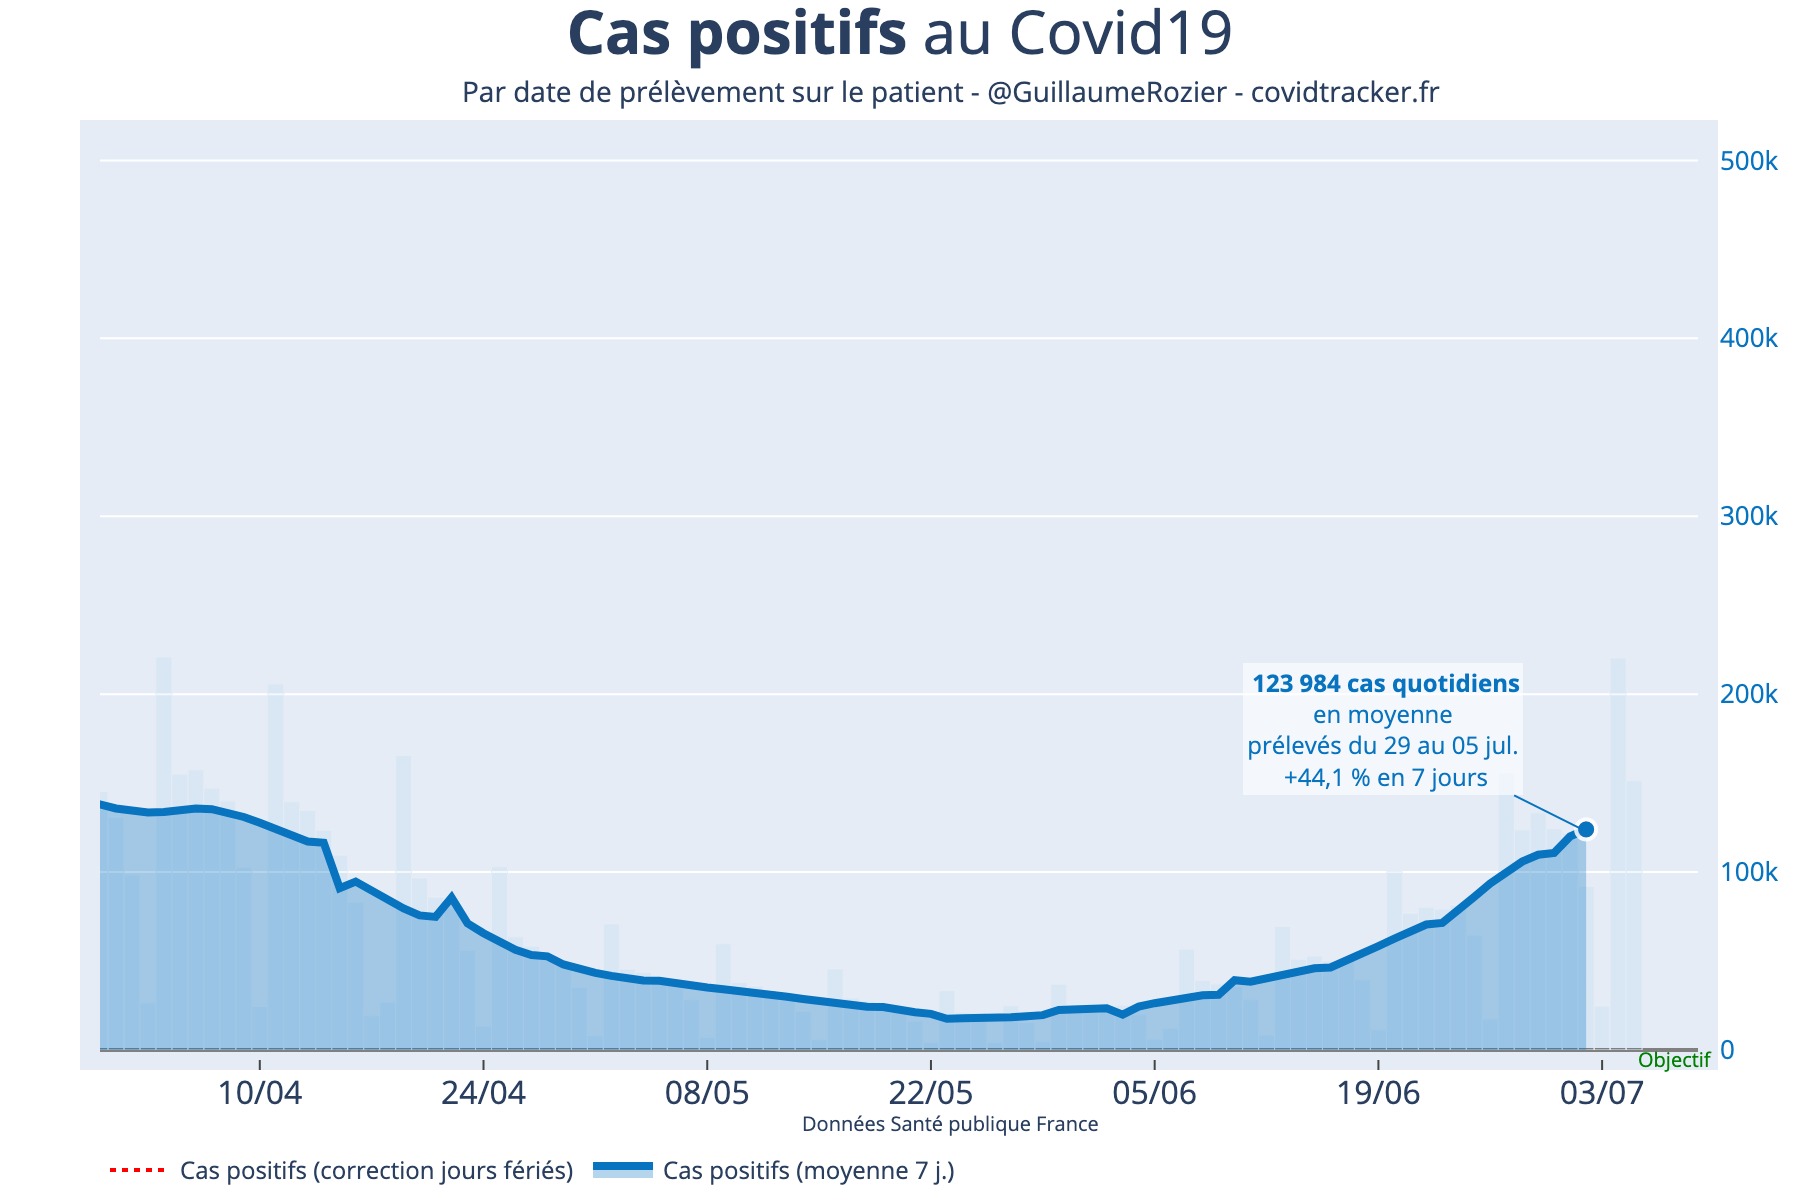 Cas positifs au Covid19
Par date de prélèvement sur le patient - @GuillaumeRozier - covidtracker.fr
500k
400k
300k
200k
100k
0
123 984 cas quotidiens
en moyenne
prélevés du 29 au 05 jul.
+44,1 % en 7 jours
Objectif
10/04 24/04 08/05 22/05 05/06 19/06 03/07
Données Santé publique France
Cas positifs (correction jours fériés) Cas positifs (moyenne 7 j.)